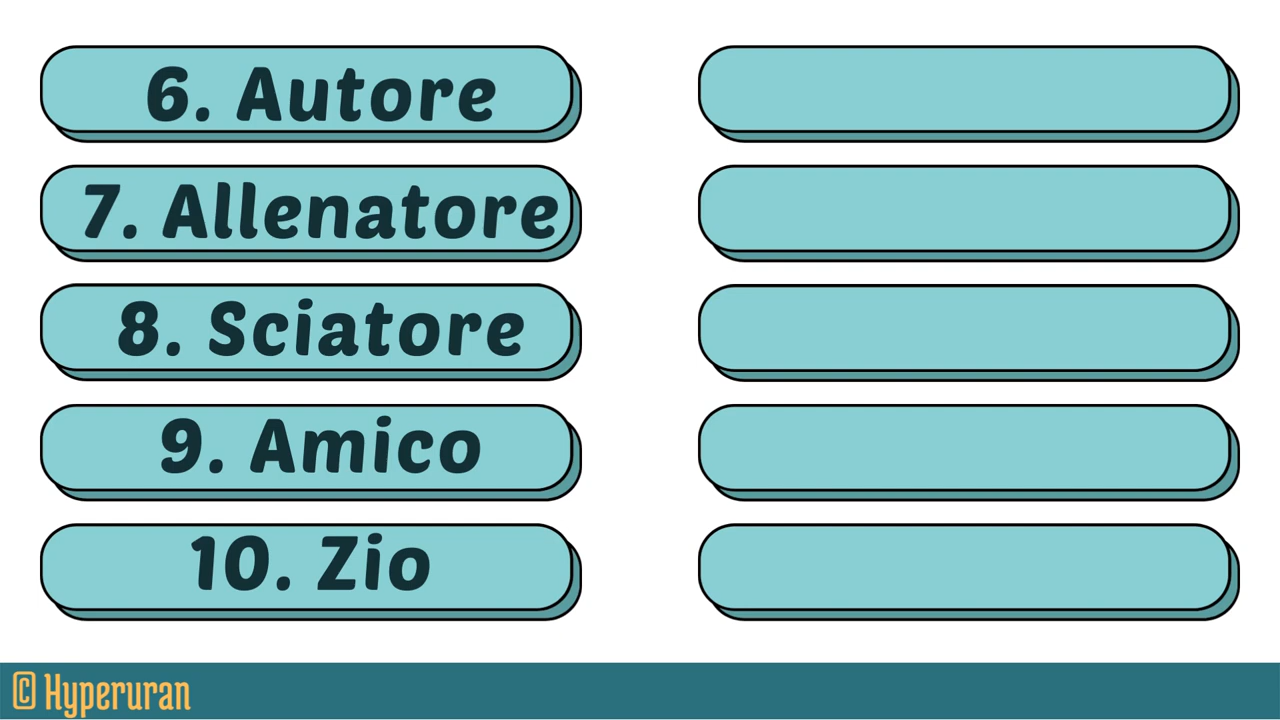 6. Autore
7. Allenatore
8. Sciatore
9. Amico
10. Zio
© Hyperuran